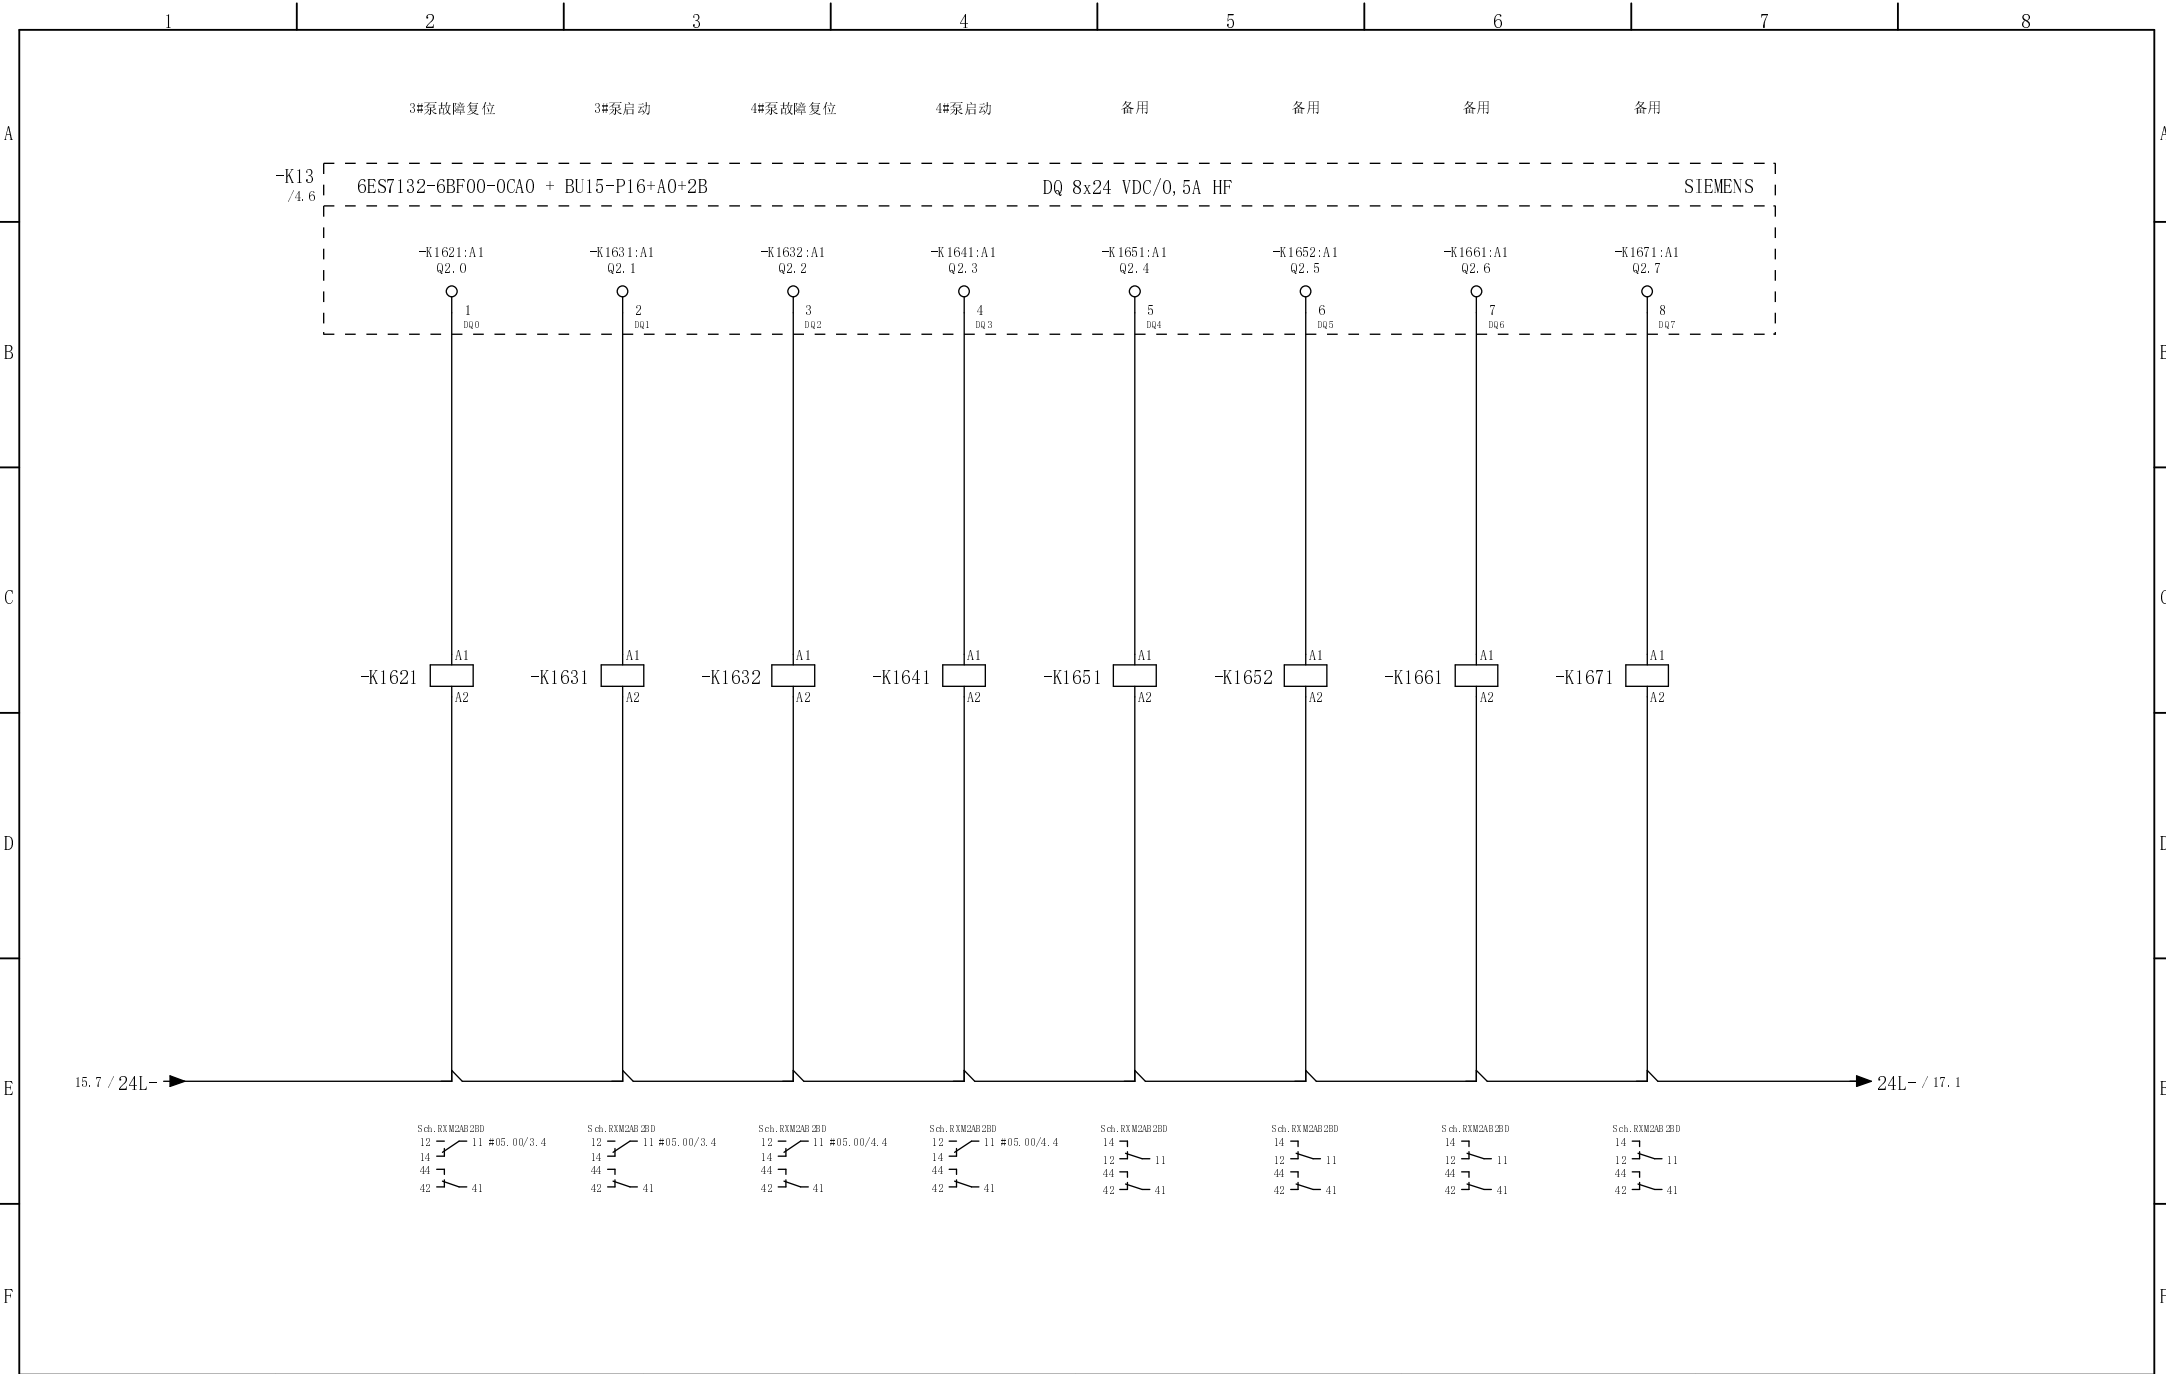 1 2 3 4 5 6 7 8
3#泵故障复位 3#泵启动 4#泵故障复位 4#泵启动 备用 备用 备用 备用
A A
-K13 6ES7132-6BF00-0CA0 + BU15-P16+A0+2B DQ 8x24 VDC/0,5A HF SIEMENS
/4.6
-K1621:A1 -K1631:A1 -K1632:A1 -K1641:A1 -K1651:A1 -K1652:A1 -K1661:A1 -K1671:A1
Q2.0 Q2.1 Q2.2 Q2.3 Q2.4 Q2.5 Q2.6 Q2.7
1 2 3 4 5 6 7 8
DQ0 DQ1 DQ2 DQ3 DQ4 DQ5 DQ6 DQ7
B B
C C
A1 A1 A1 A1 A1 A1 A1 A1
-K1621 -K1631 -K1632 -K1641 -K1651 -K1652 -K1661 -K1671
A2 A2 A2 A2 A2 A2 A2 A2
D D
15.7 / 24L- 24L- / 17.1
E E
Sch.RXM2AB2BD Sch.RXM2AB2BD Sch.RXM2AB2BD Sch.RXM2AB2BD Sch.RXM2AB2BD Sch.RXM2AB2BD Sch.RXM2AB2BD Sch.RXM2AB2BD
12 11 #05.00/3.4 12 11 #05.00/3.4 12 11 #05.00/4.4 12 11 #05.00/4.4 14 14 14 14
14 14 14 14 12 11 12 11 12 11 12 11
44 44 44 44 44 44 44 44
42 41 42 41 42 41 42 41 42 41 42 41 42 41 42 41
F F